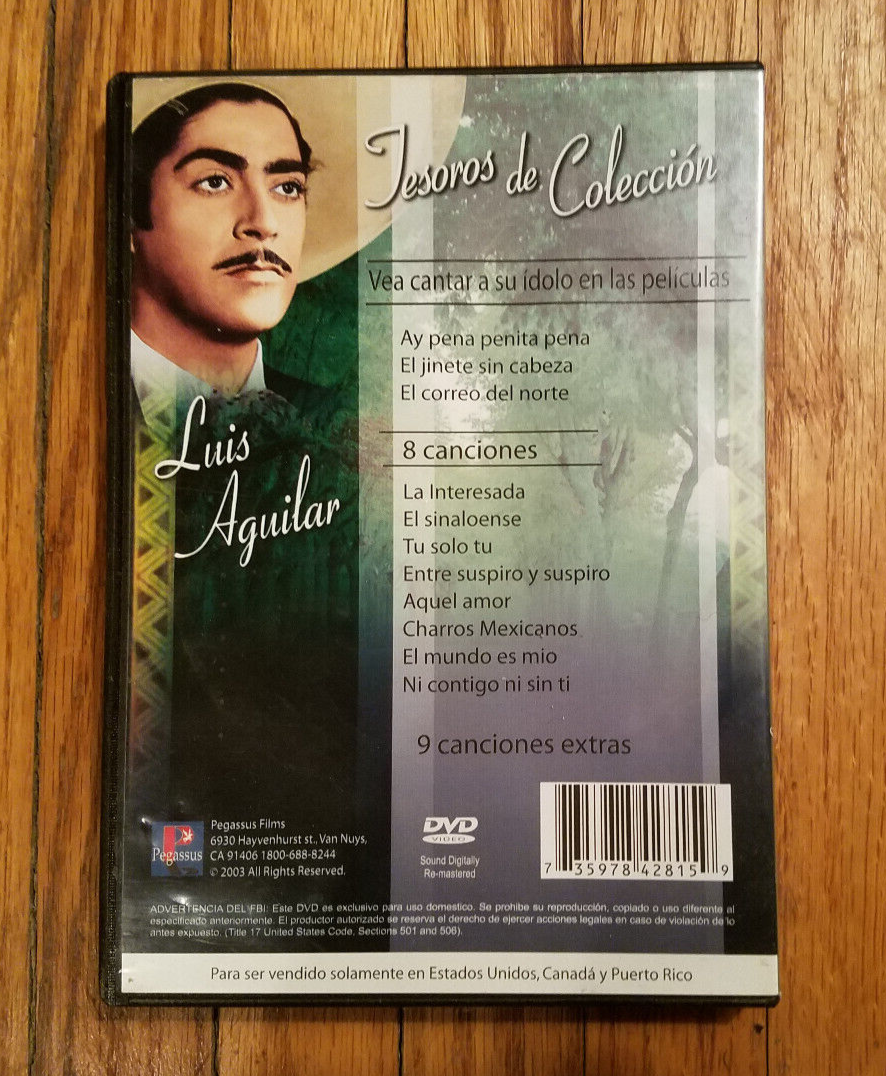 Tesoros de Colección
Vea cantar a su ídolo en las películas
Ay pena penita pena
El jinete sin cabeza
El correo del norte
Luis
Aguilar
8 canciones
La Interesada
El sinaloense
Tu solo tu
Entre suspiro y suspiro
Aquel amor
Charros Mexicanos
El mundo es mio
Ni contigo ni sin ti
9 canciones extras
Pegassus
Pegassus Films
6930 Hayvenhurst st., Van Nuys,
CA 91406 1800-688-8244
© 2003 All Rights Reserved.
DVD
VIDEO
Sound Digitally
Re-mastered
7 35978 42815 9
ADVERTENCIA DEL FBI: Este DVD es exclusivo para uso domestico. Se prohibe su reproducción, copiado o uso diferente al
especificado anteriormente. El productor autorizado se reserva el derecho de ejercer acciones legales en caso de violación de lo
antes expuesto. (Title 17 United States Code, Sections 501 and 506).
Para ser vendido solamente en Estados Unidos, Canadá y Puerto Rico